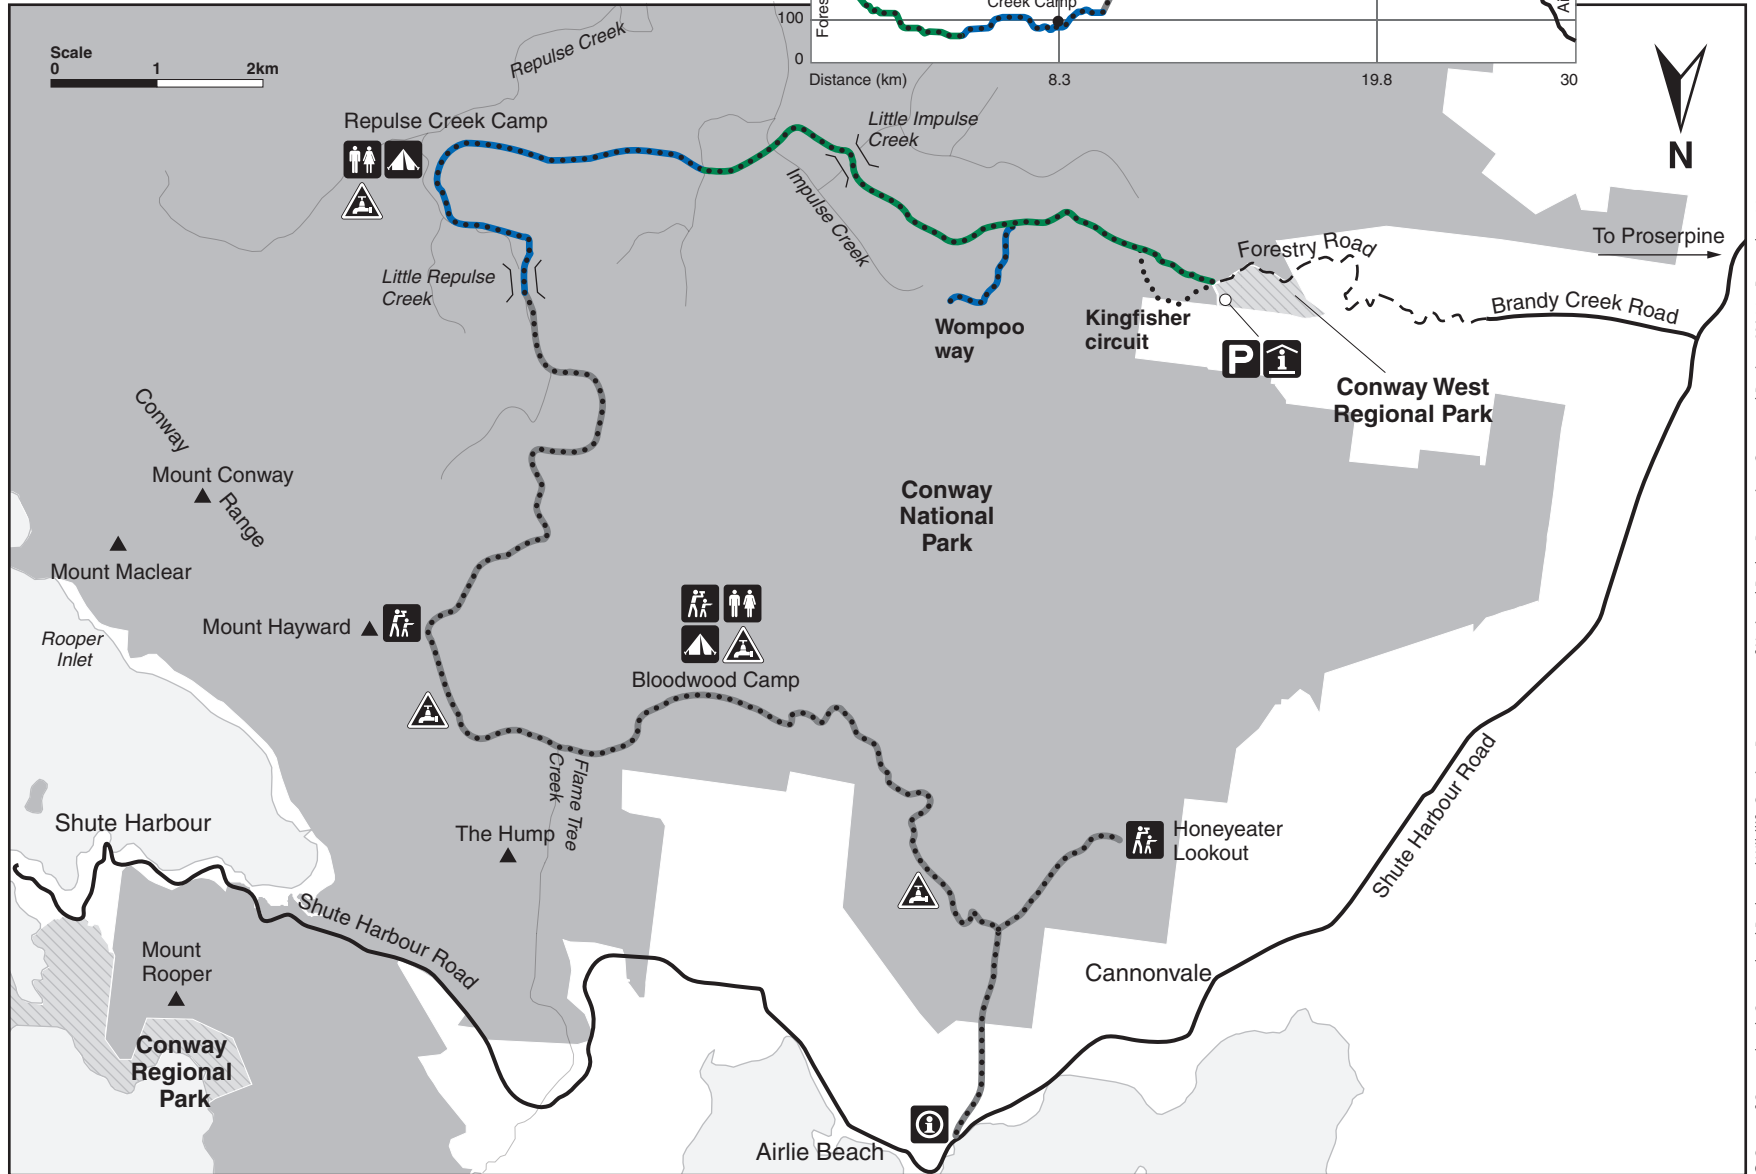 Creek Camp
100
Fores
Ai
0
Distance (km)
8.3
19.8
30
Scale
0
1
2km
Repulse Creek
Repulse Creek Camp
Little Impulse
Creek
N
Impulse Creek
To Proserpine
Forestry Road
Little Repulse
Creek
Brandy Creek Road
Wompoo
way
Kingfisher
circuit
P
Conway West
Regional Park
Conway
Range
Mount Conway
Mount Maclear
Conway
National
Park
Mount Hayward
Rooper
Inlet
Bloodwood Camp
Flame Tree
Creek
Shute Harbour Road
Shute Harbour
The Hump
Honeyeater
Lookout
Shute Harbour Road
Mount
Rooper
Cannonvale
Conway
Regional
Park
Airlie Beach